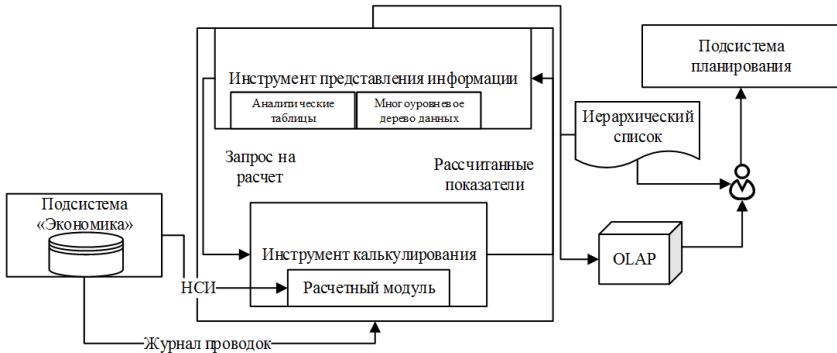 Подсистема
планирования
Инструмент представления информации
Аналитические
таблицы
Многоуровневое
дерево данных
Иерархический
список
Запрос на
расчет
Рассчитанные
показатели
Подсистема
«Экономика»
Инструмент калькулирования
OLAP
НСИ
Расчетный модуль
Журнал проводок